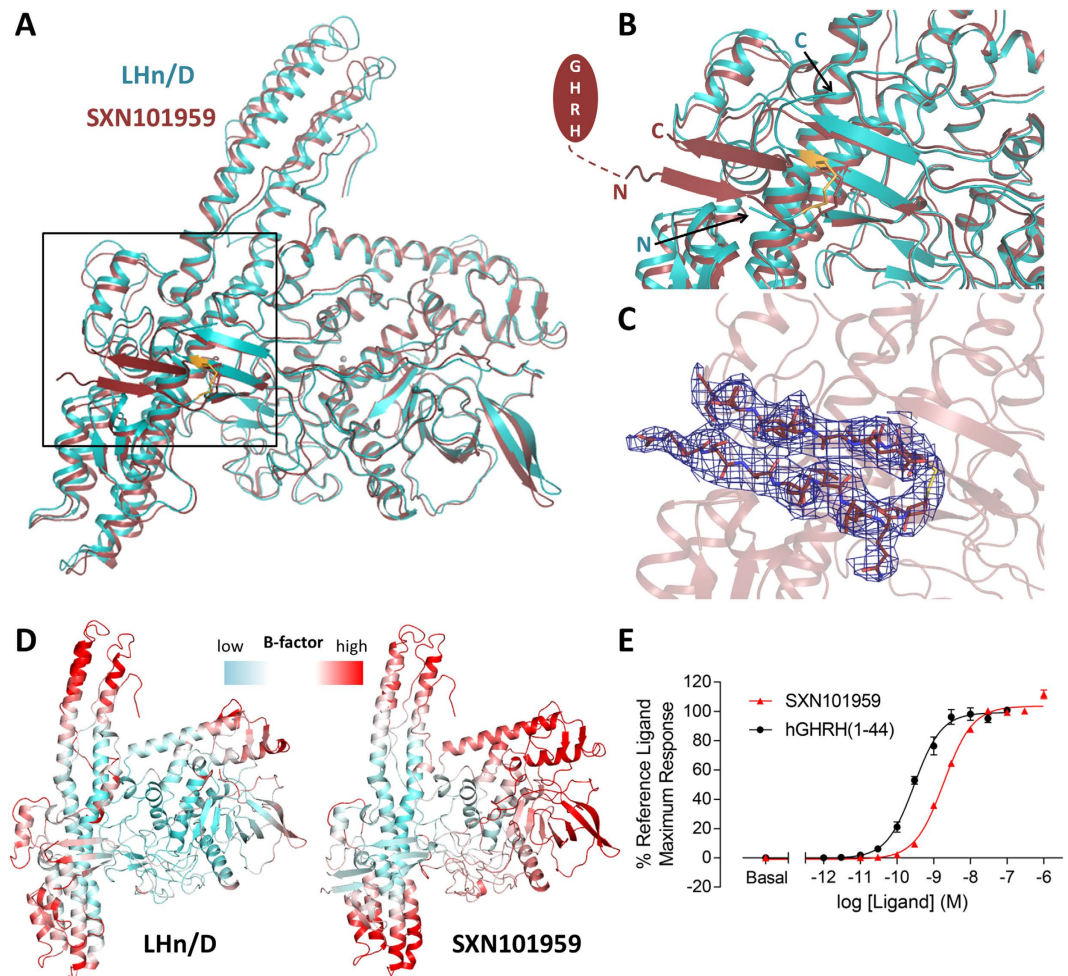 A
LHn/D
SXN101959
B
C
G
H
R
H
C
N
N
C
D
B-factor
low
high
LHn/D
SXN101959
E
SXN101959
hGHRH(1-44)
% Reference Ligand
Maximum Response
120
100
80
60
40
20
0
-20
Basal
-12
-11
-10
-9
-8
-7
-6
log [Ligand] (M)